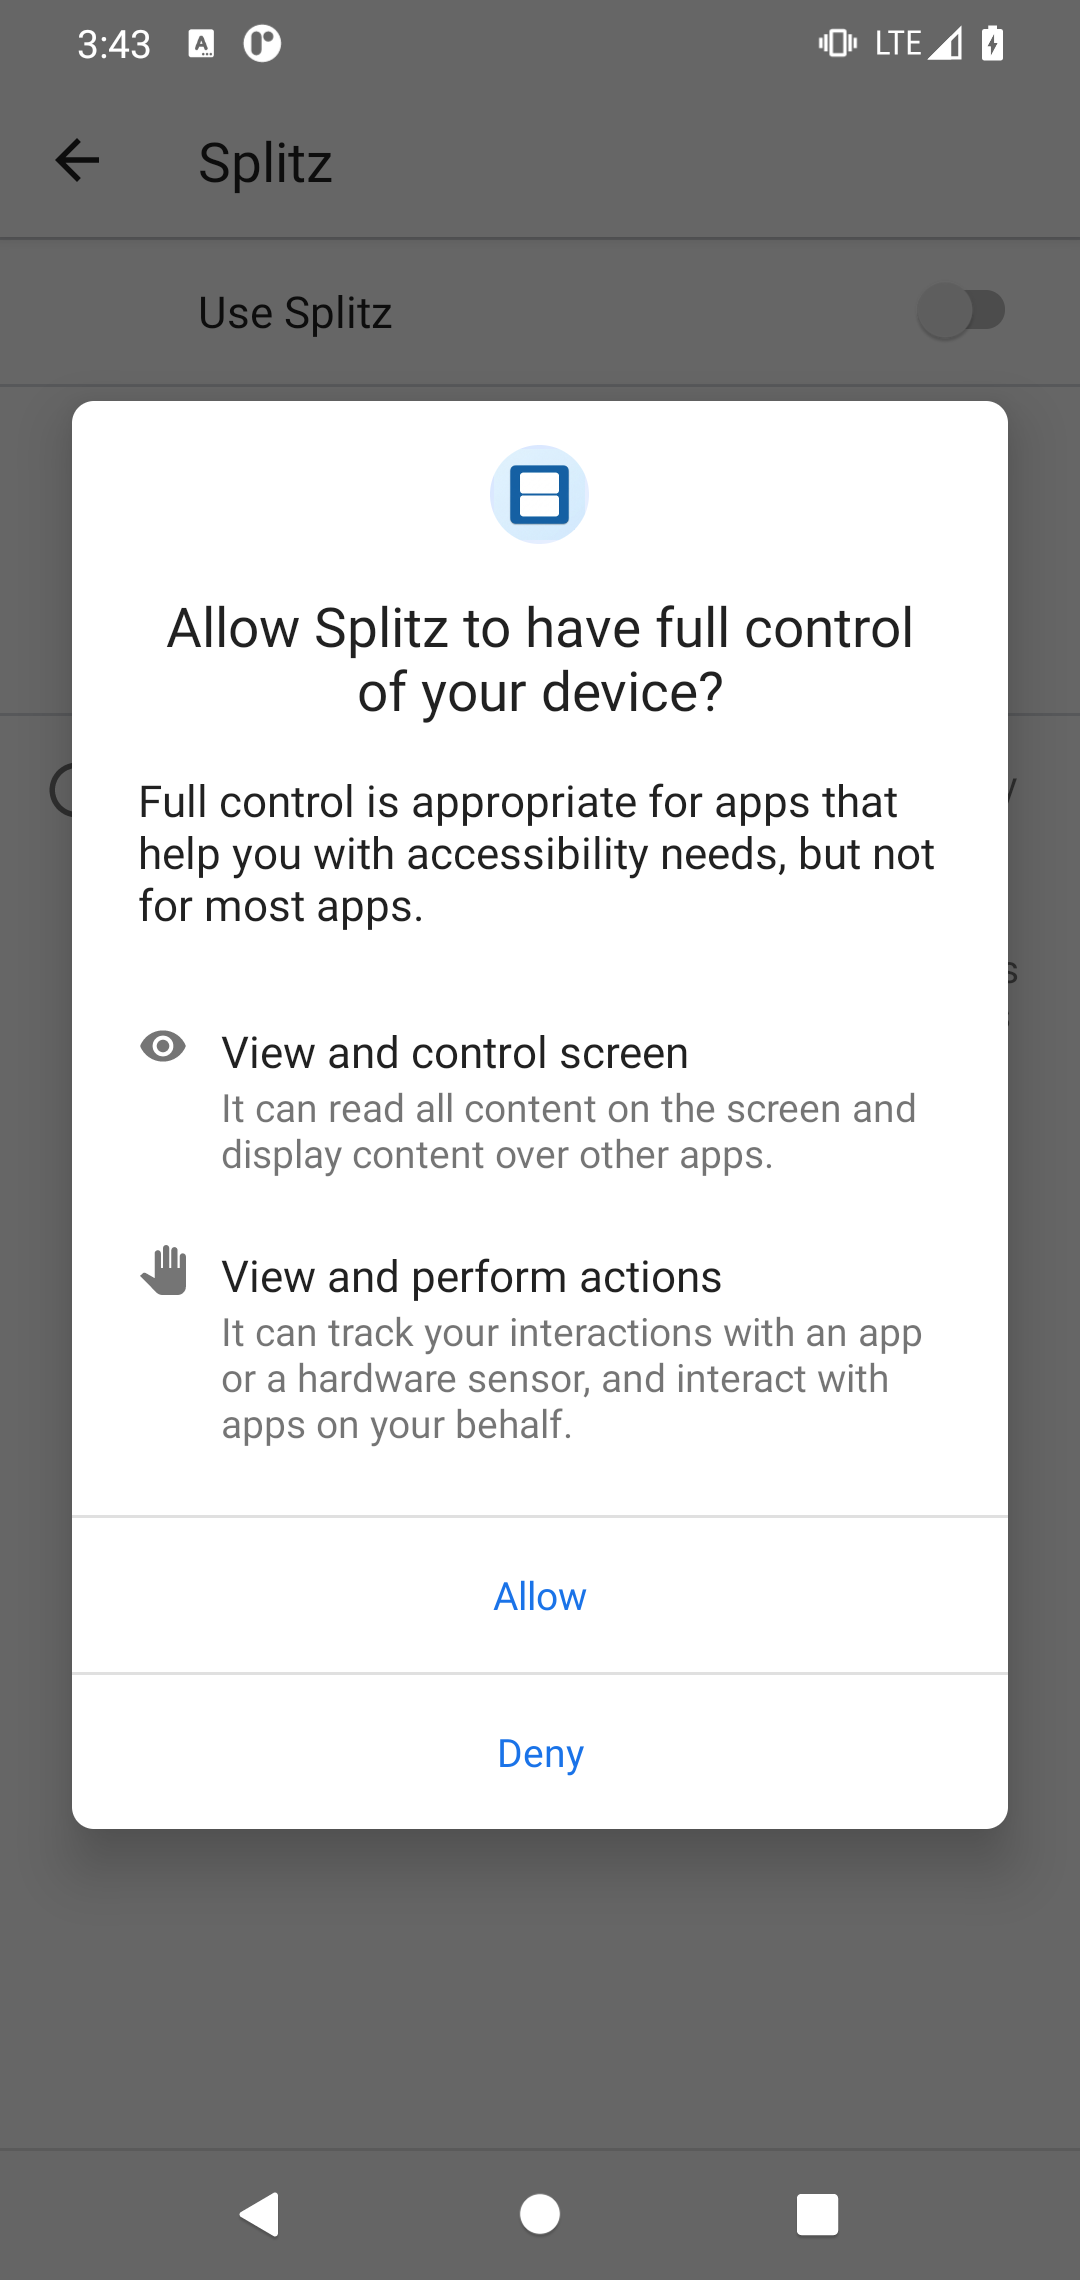 3:43
LTE
Splitz
Use Splitz
Allow Splitz to have full control
of your device?
Full control is appropriate for apps that
help you with accessibility needs, but not
for most apps.
View and control screen
It can read all content on the screen and
display content over other apps.
View and perform actions
It can track your interactions with an app
or a hardware sensor, and interact with
apps on your behalf.
Allow
Deny